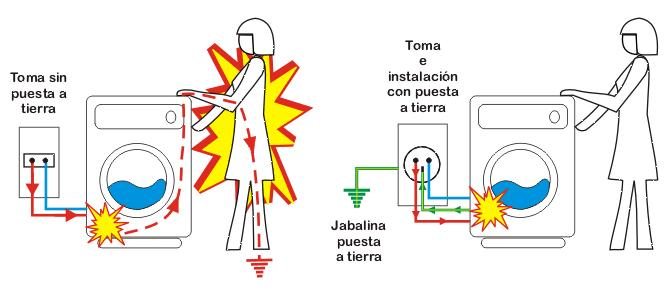 Toma sin
puesta a
tierra
Toma
e
instalación
con puesta
a tierra
Jabalina
puesta
a tierra